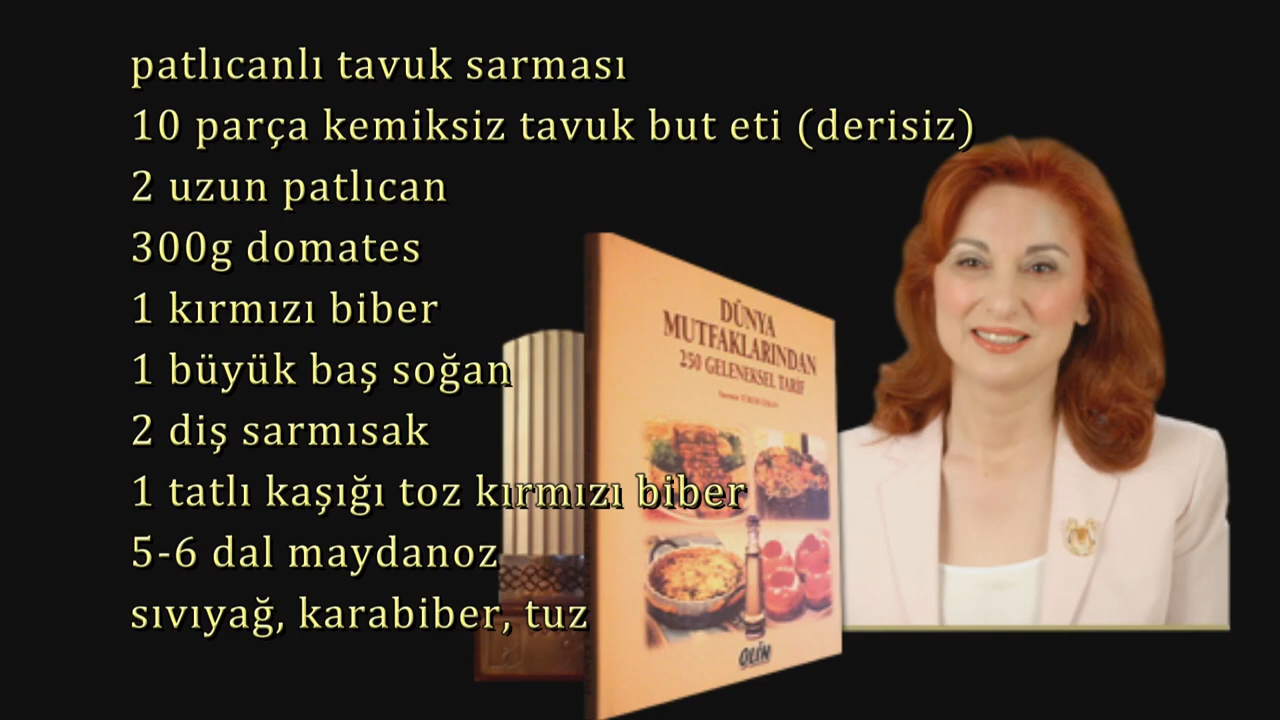 patlıcanlı tavuk sarması
10 parça kemiksiz tavuk but eti (derisiz)
2 uzun patlıcan
300g domates
1 kırmızı biber
1 büyük baş soğan
2 diş sarmısak
1 tatlı kaşığı toz kırmızı biber
5-6 dal maydanoz
sıvıyağ, karabiber, tuz
DÜNYA
MUTFAKLARINDAN
250 GELENEKSEL TARİF
OLİN